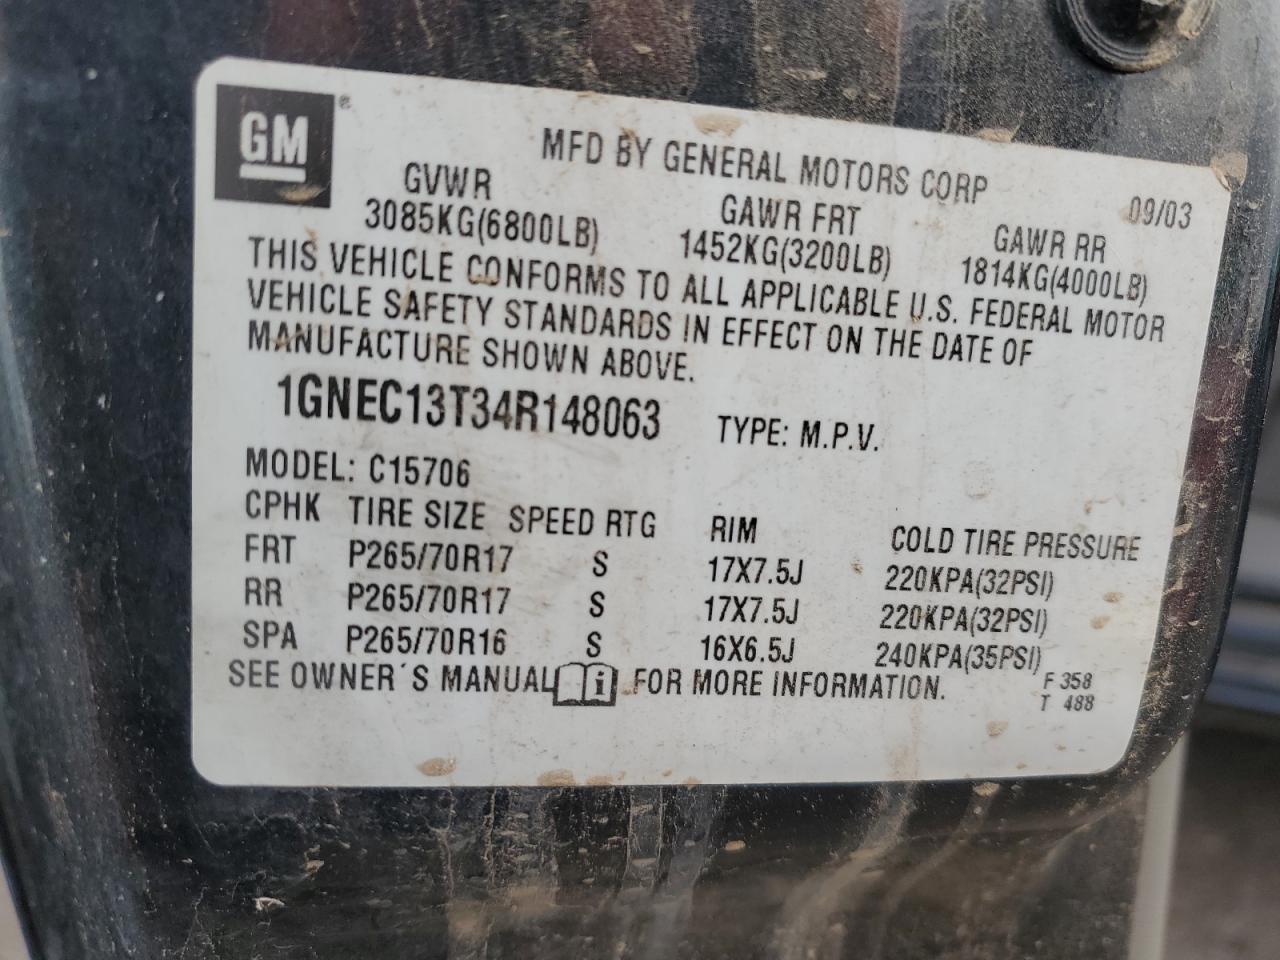 GM ®
MFD BY GENERAL MOTORS CORP 09/03
GVWR GAWR FRT GAWR RR
3085KG(6800LB) 1452KG(3200LB) 1814KG(4000LB)
THIS VEHICLE CONFORMS TO ALL APPLICABLE U.S. FEDERAL MOTOR
VEHICLE SAFETY STANDARDS IN EFFECT ON THE DATE OF
MANUFACTURE SHOWN ABOVE.
1GNEC13T34R148063 TYPE: M.P.V.
MODEL: C15706
CPHK TIRE SIZE SPEED RTG RIM COLD TIRE PRESSURE
FRT P265/70R17 S 17X7.5J 220KPA(32PSI)
RR P265/70R17 S 17X7.5J 220KPA(32PSI)
SPA P265/70R16 S 16X6.5J 240KPA(35PSI)
SEE OWNER´S MANUAL i FOR MORE INFORMATION.
F 358
T 488